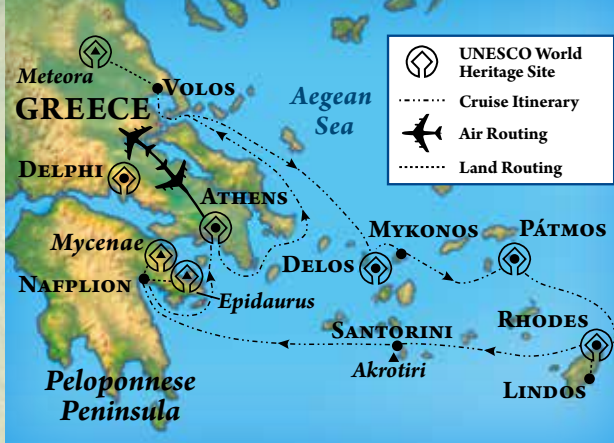 Meteora
VOLOS
GREECE
Aegean
Sea
DELPHI
ATHENS
Mycenae
NAFPLION
Epidaurus
MYKONOS
DELOS
PÁTMOS
SANTORINI
Akrotiri
RHODES
LINDOS
Peloponnese
Peninsula
UNESCO World
Heritage Site
Cruise Itinerary
Air Routing
Land Routing